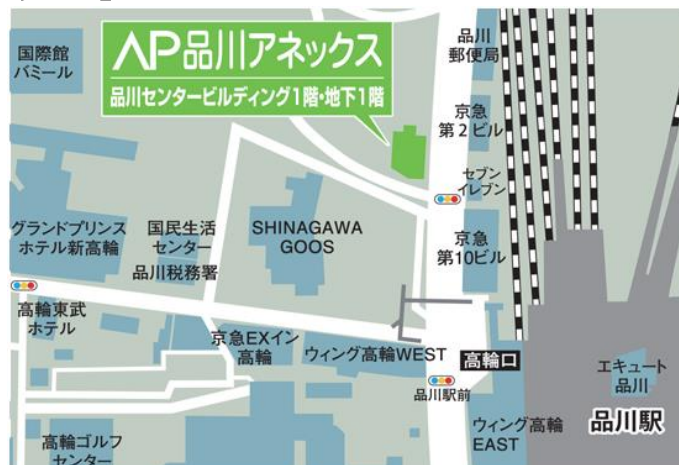 国際館
パミール
AP品川アネックス
品川センタービルディング1階・地下1階
品川
郵便局
京急
第2ビル
セブン
イレブン
グランドプリンス
ホテル新高輪
国民生活
センター
品川税務署
SHINAGAWA
GOOS
京急
第10ビル
高輪東武
ホテル
京急EXイン
高輪
ウィング高輪WEST
高輪口
品川駅前
エキュート
品川
品川駅
ウィング高輪
EAST
高輪ゴルフ
センター